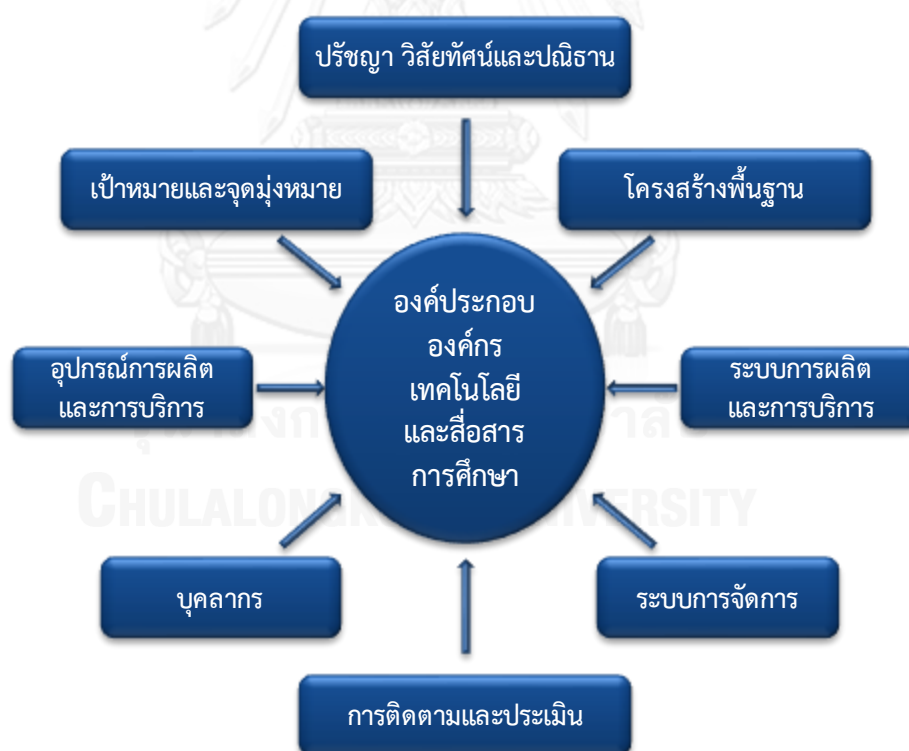 ปรัชญา วิสัยทัศน์และปณิธาน
เป้าหมายและจุดมุ่งหมาย
โครงสร้างพื้นฐาน
องค์ประกอบ
องค์กร
เทคโนโลยี
และสื่อสาร
การศึกษา
อุปกรณ์การผลิต
และการบริการ
ระบบการผลิต
และการบริการ
CHULALONGKORN UNIVERSITY
บุคลากร
ระบบการจัดการ
การติดตามและประเมิน